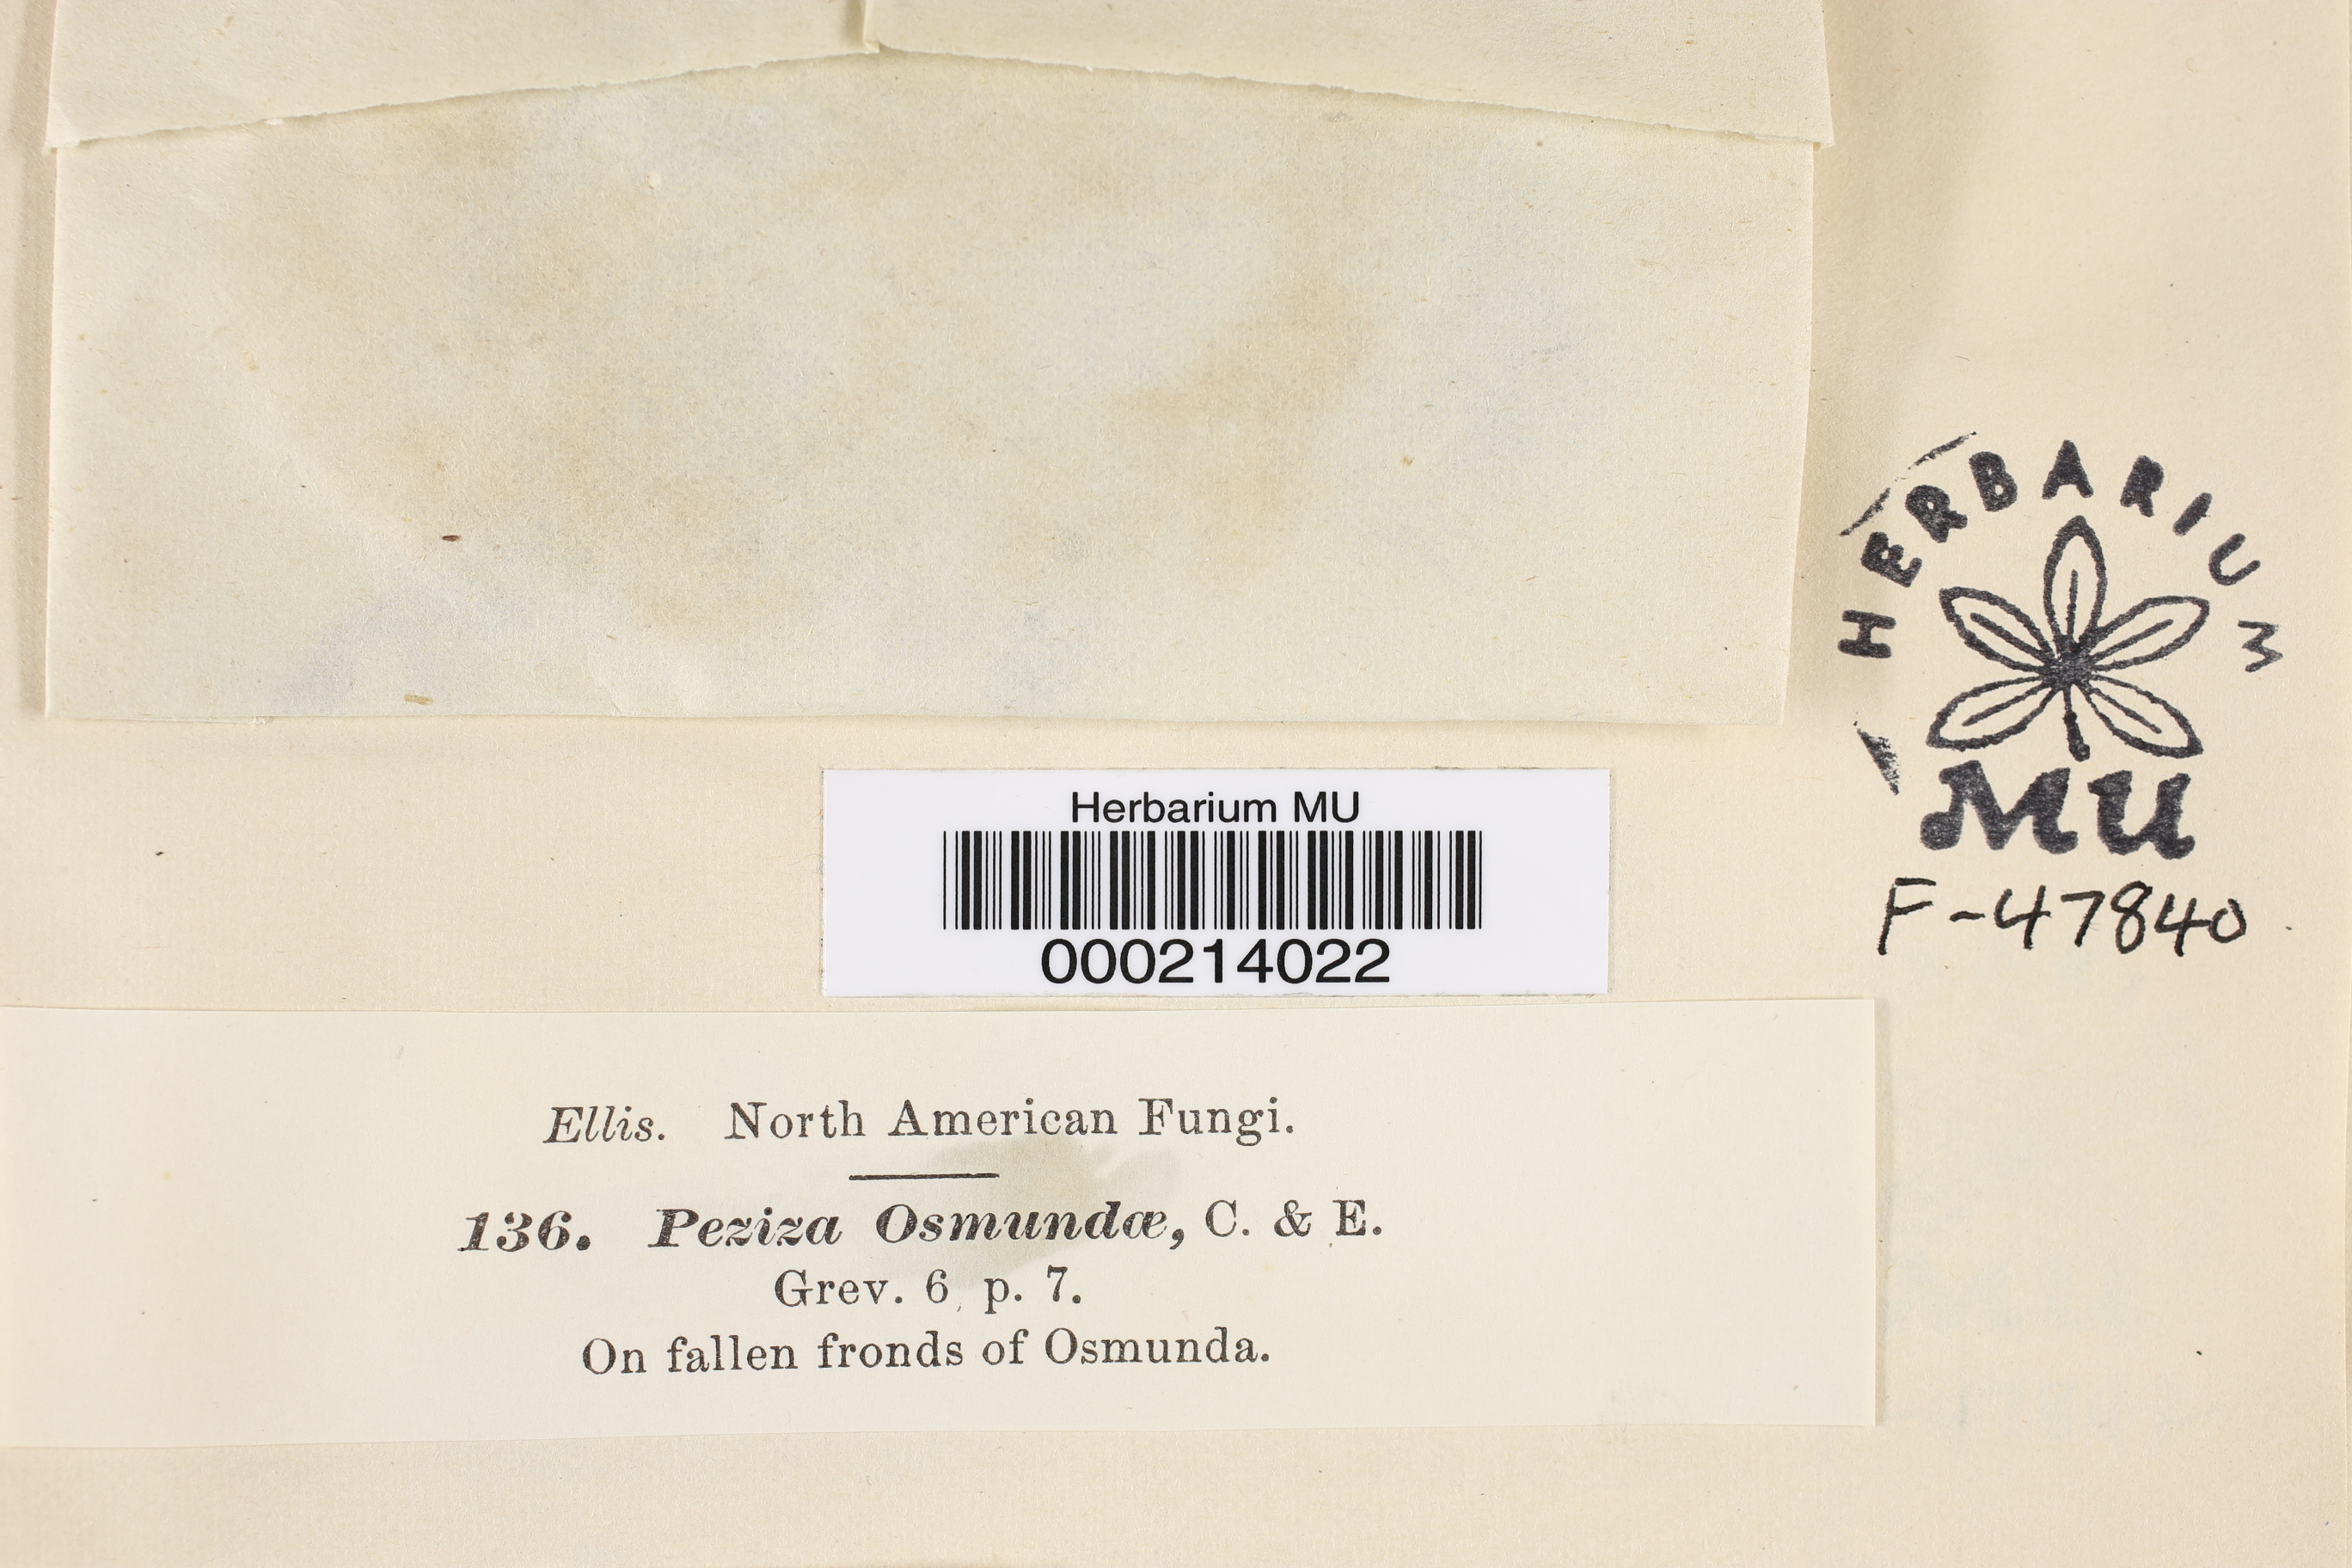 HERBARIUM
MU
F-47840
Herbarium MU
000214022
Ellis. North American Fungi.
136. Peziza Osmundæ, C. & E.
Grev. 6, p. 7.
On fallen fronds of Osmunda.